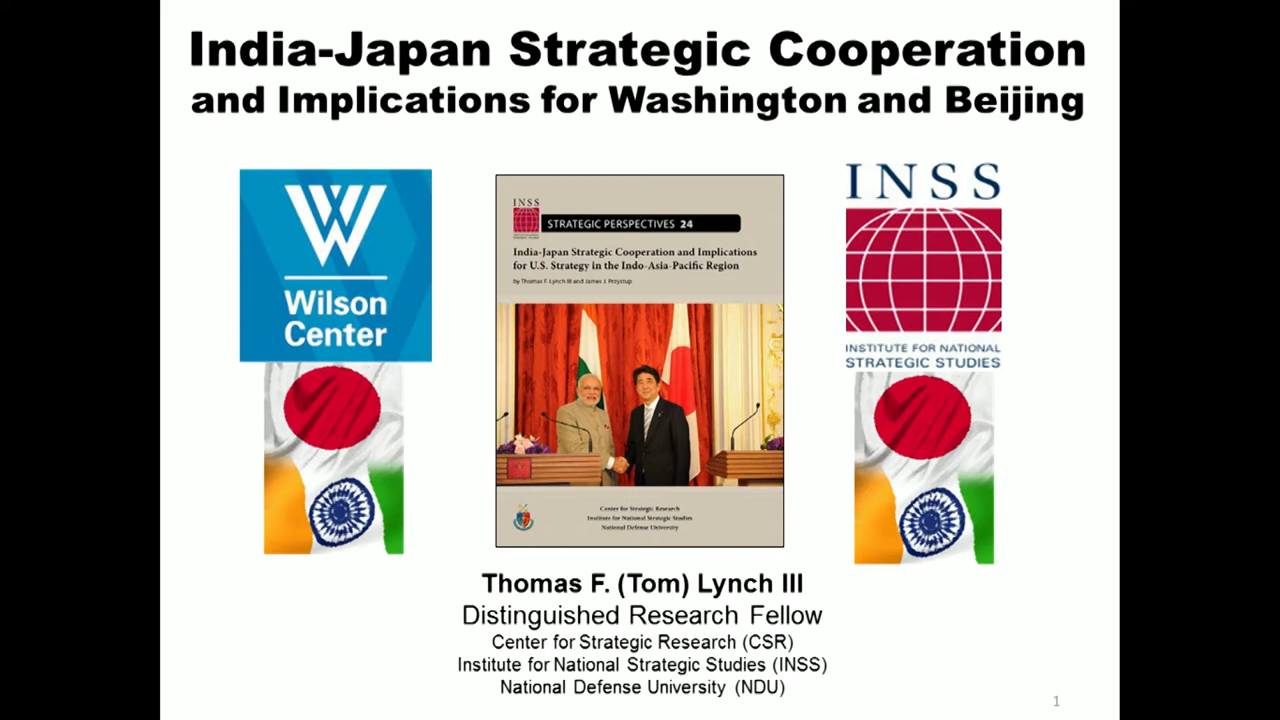 India-Japan Strategic Cooperation
and Implications for Washington and Beijing
Wilson
Center
INSS
STRATEGIC PERSPECTIVES 24
India-Japan Strategic Cooperation and Implications
for U.S. Strategy in the Indo-Asia-Pacific Region
by Thomas F. Lynch III and James J. Przystup
Center for Strategic Research
Institute for National Strategic Studies
National Defense University
INSS
INSTITUTE FOR NATIONAL
STRATEGIC STUDIES
Thomas F. (Tom) Lynch III
Distinguished Research Fellow
Center for Strategic Research (CSR)
Institute for National Strategic Studies (INSS)
National Defense University (NDU)
1